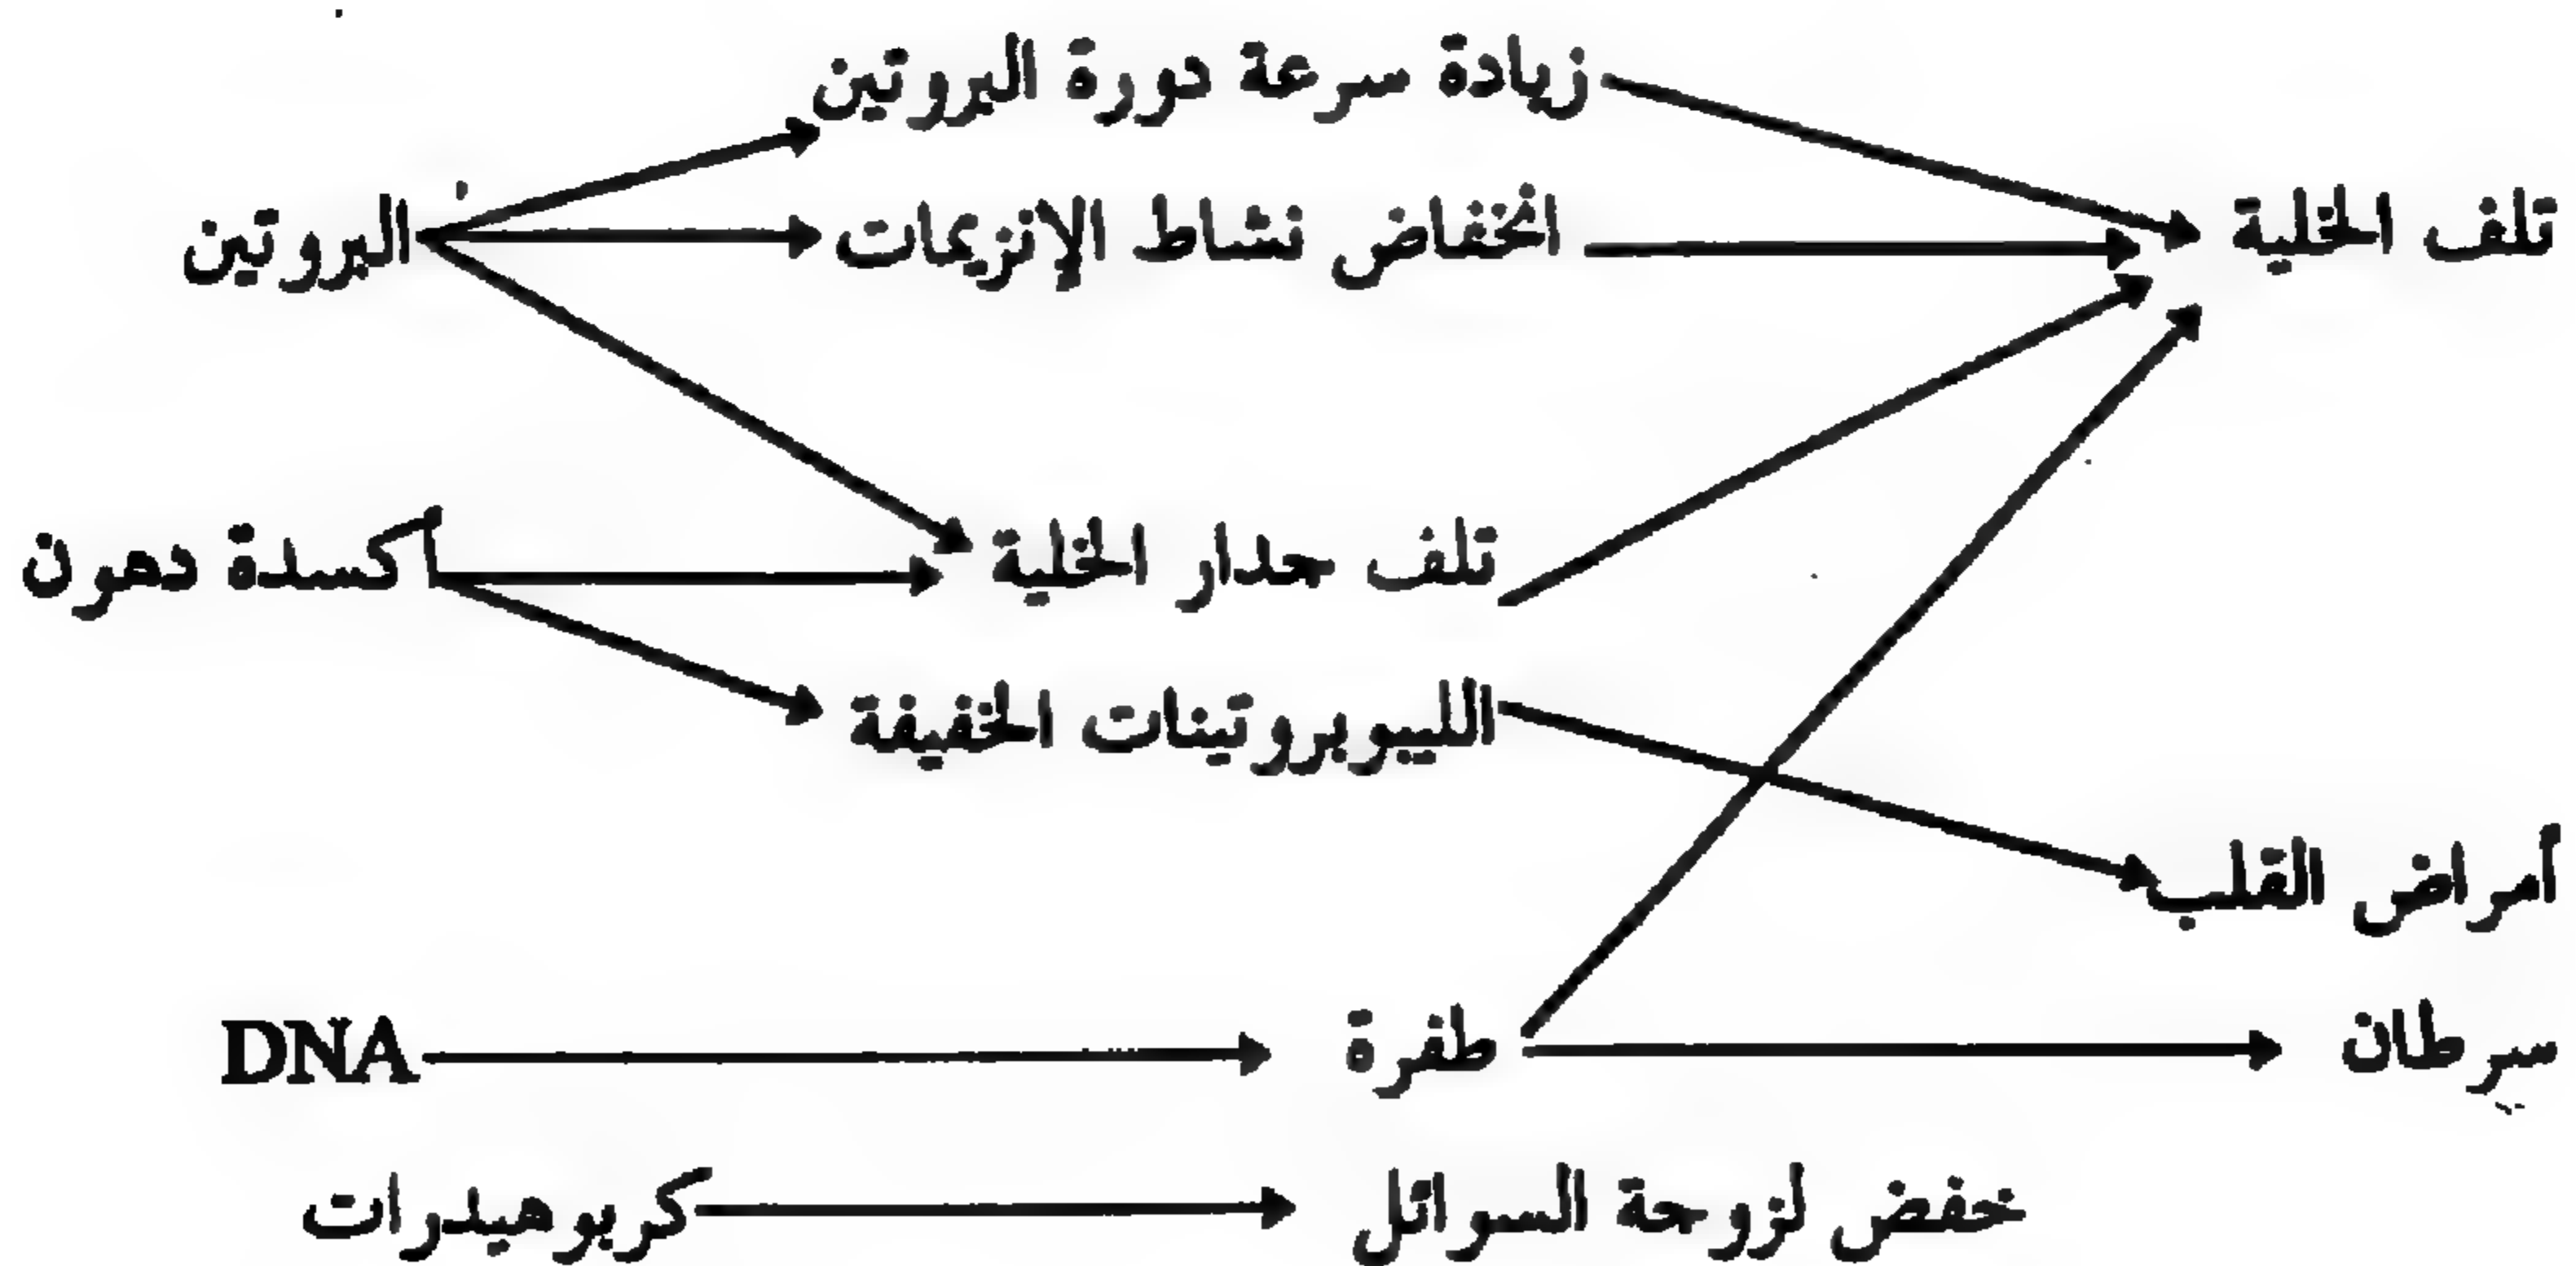 زيادة سرعة دورة البروتين
تلف الخلية
انخفاض نشاط الإنزيمات
البروتين
تلف جدار الخلية
أكسدة دهون
الليبوبروتينات الخفيفة
أمراض القلب
سرطان
طفرة
DNA
خفض لزوجة السوائل
كربوهيدرات